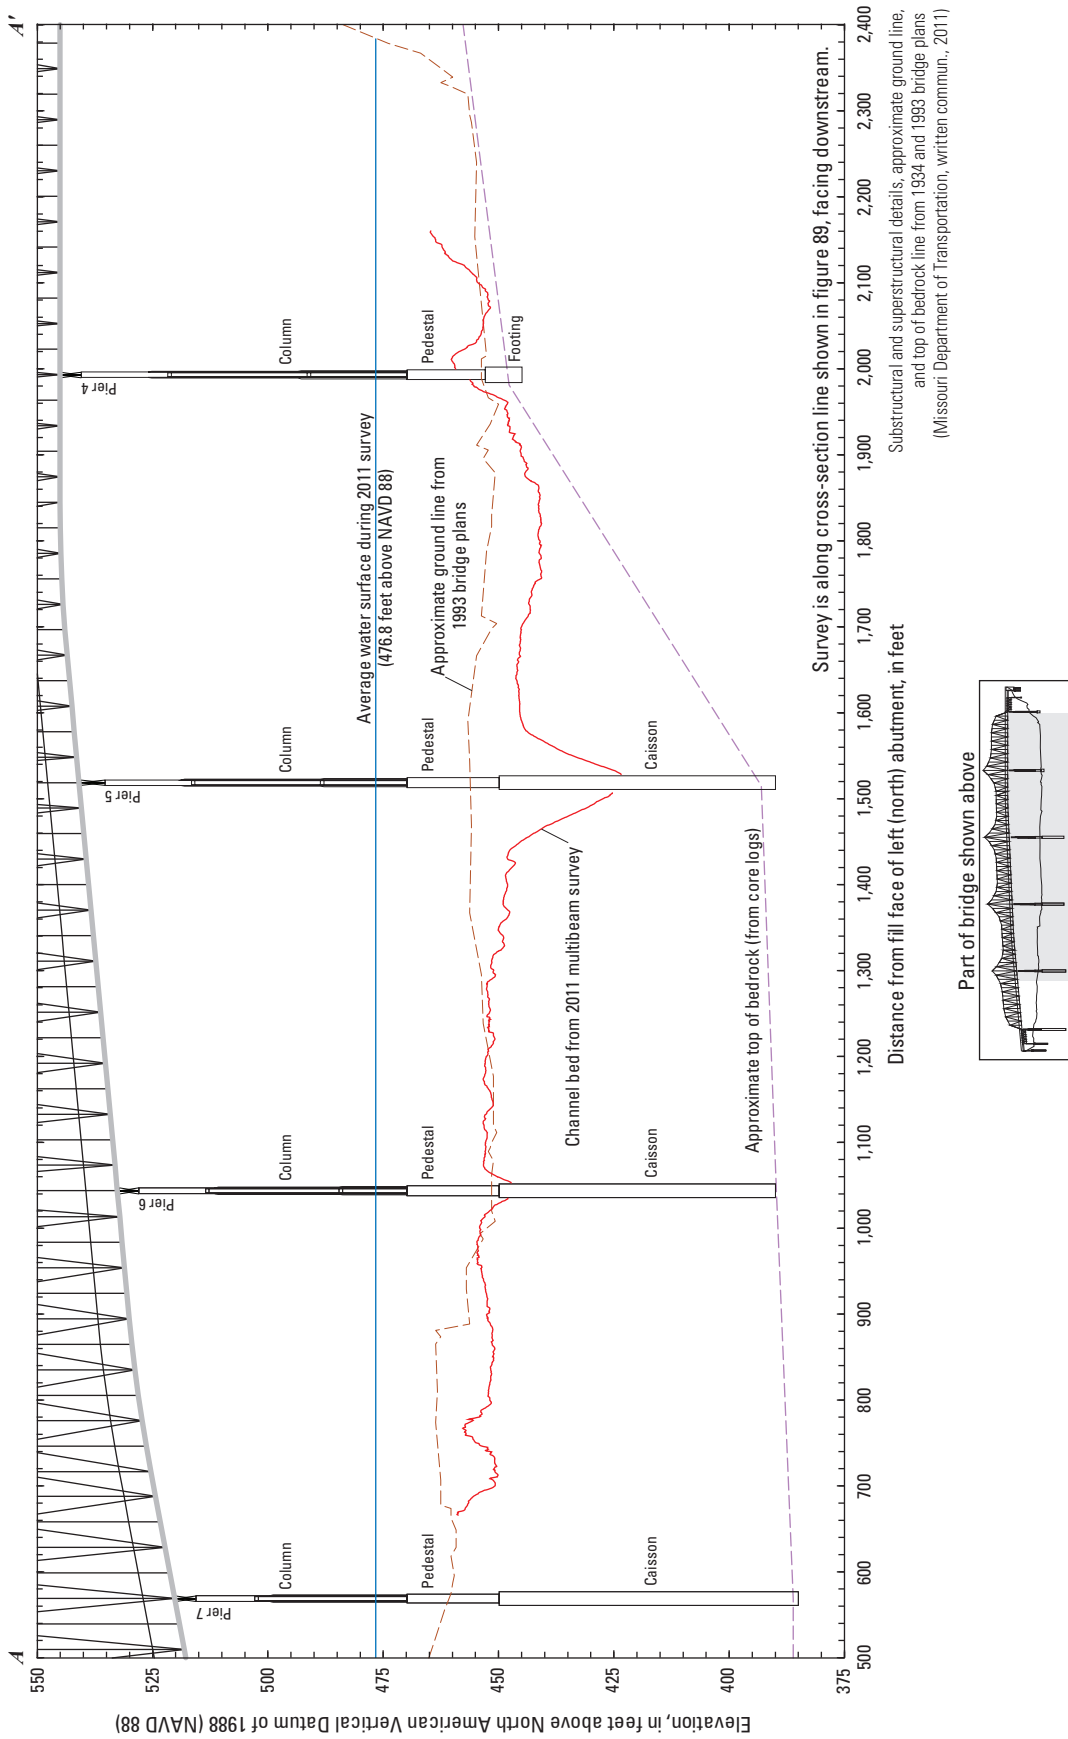 A
A'
550
525
500
475
450
425
400
375
Elevation, in feet above North American Vertical Datum of 1988 (NAVD 88)
500
600
700
800
900
1,000
1,100
1,200
1,300
1,400
1,500
1,600
1,700
1,800
1,900
2,000
2,100
2,200
2,300
2,400
Distance from fill face of left (north) abutment, in feet
Pier 7
Column
Pedestal
Caisson
Pier 6
Column
Pedestal
Caisson
Pier 5
Column
Pedestal
Caisson
Pier 4
Column
Pedestal
Footing
Average water surface during 2011 survey
(476.8 feet above NAVD 88)
Approximate ground line from
1993 bridge plans
Channel bed from 2011 multibeam survey
Approximate top of bedrock (from core logs)
Survey is along cross-section line shown in figure 89, facing downstream.
Substructural and superstructural details, approximate ground line,
and top of bedrock line from 1934 and 1993 bridge plans
(Missouri Department of Transportation, written commun., 2011)
Part of bridge shown above